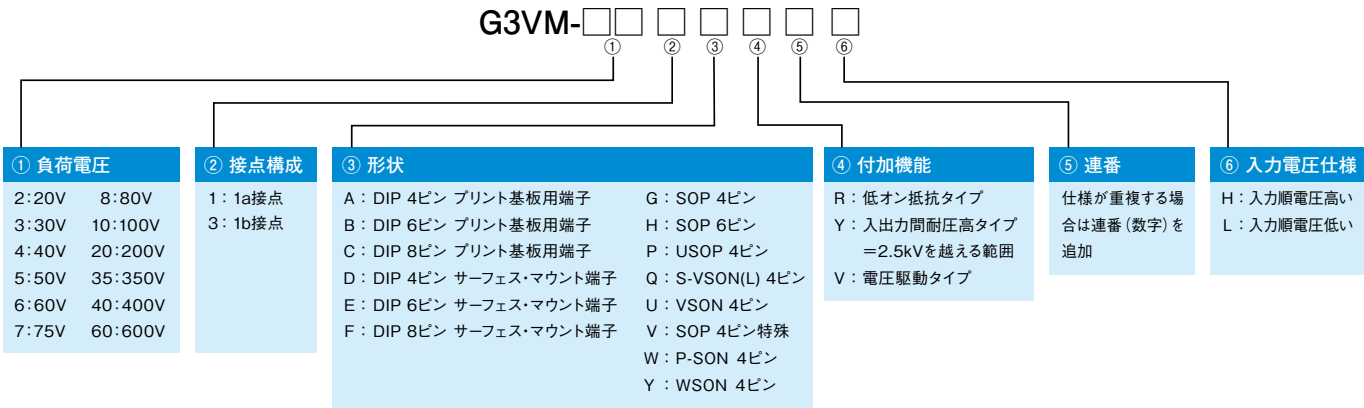 G3VM-□□ □ □ □ □ □
① ② ③ ④ ⑤ ⑥
① 負荷電圧
2:20V 8:80V
3:30V 10:100V
4:40V 20:200V
5:50V 35:350V
6:60V 40:400V
7:75V 60:600V
② 接点構成
1：1a接点
3：1b接点
③ 形状
A：DIP 4ピン プリント基板用端子
B：DIP 6ピン プリント基板用端子
C：DIP 8ピン プリント基板用端子
D：DIP 4ピン サーフェス・マウント端子
E：DIP 6ピン サーフェス・マウント端子
F：DIP 8ピン サーフェス・マウント端子
G：SOP 4ピン
H：SOP 6ピン
P：USOP 4ピン
Q：S-VSON(L) 4ピン
U：VSON 4ピン
V：SOP 4ピン特殊
W：P-SON 4ピン
Y：WSON 4ピン
④ 付加機能
R：低オン抵抗タイプ
Y：入出力間耐圧高タイプ
＝2.5kVを越える範囲
V：電圧駆動タイプ
⑤ 連番
仕様が重複する場
合は連番（数字）を
追加
⑥ 入力電圧仕様
H：入力順電圧高い
L：入力順電圧低い